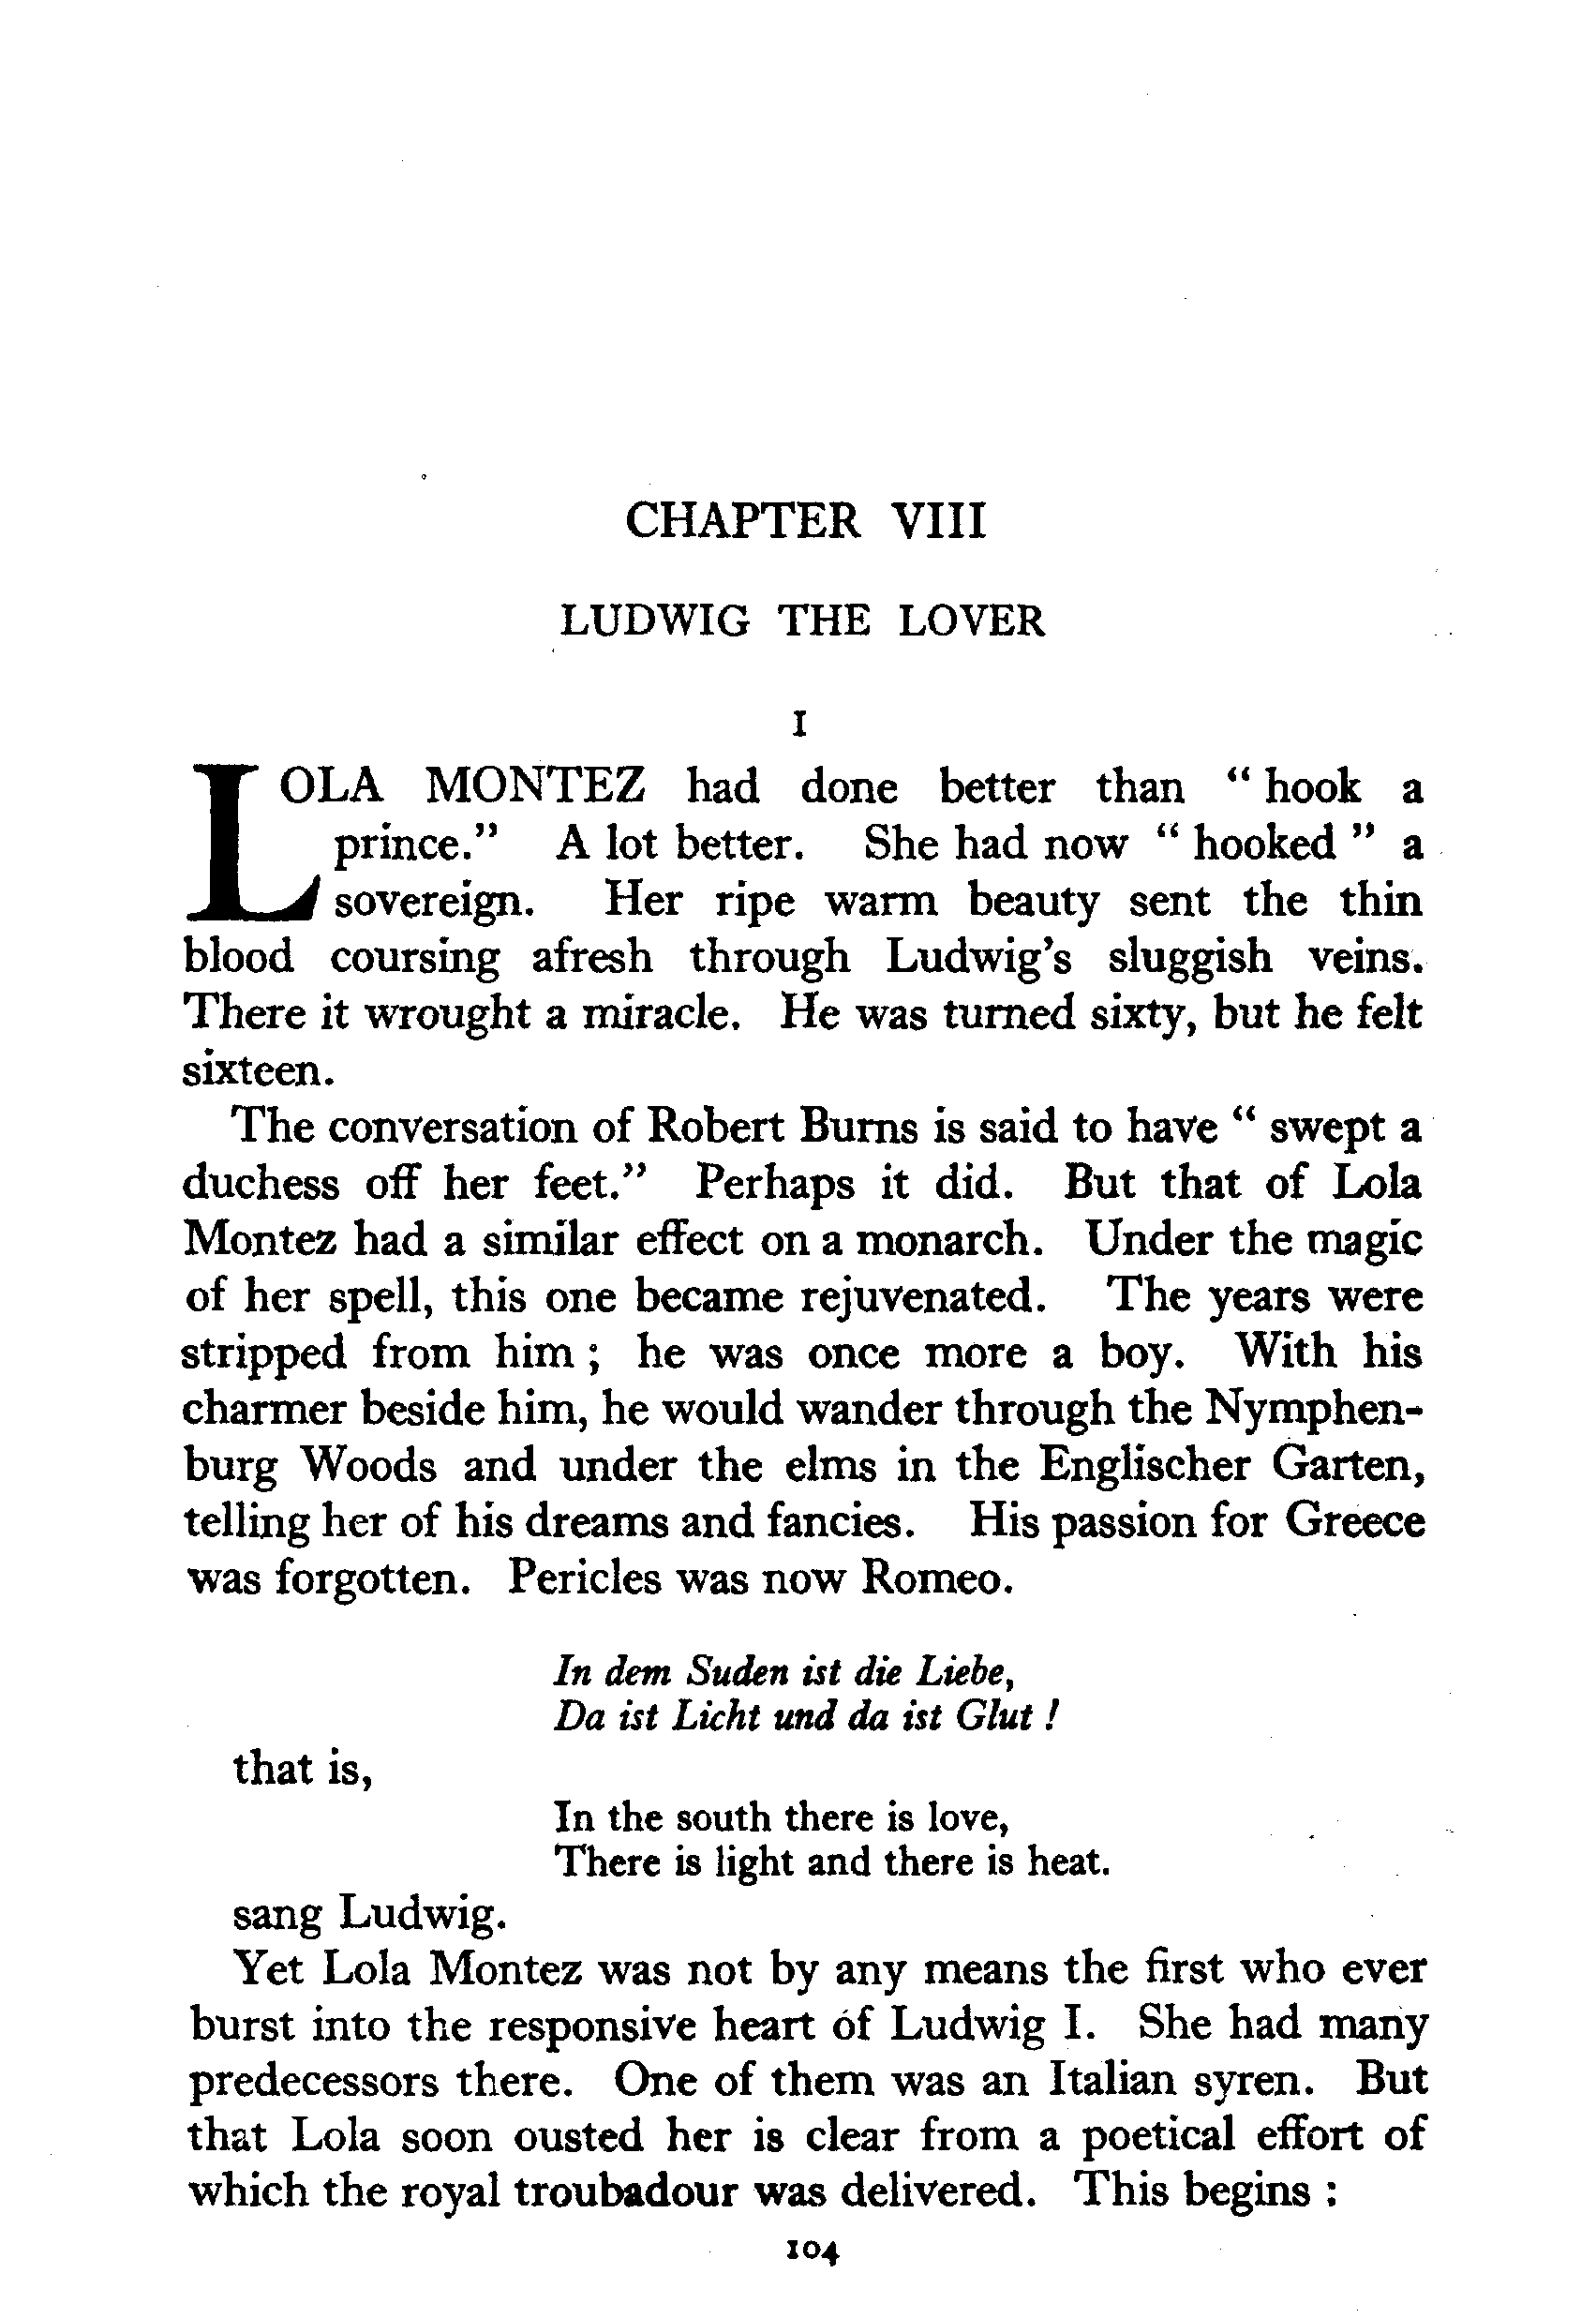 CHAPTER VIII
LUDWIG THE LOVER
I
LOLA MONTEZ had done better than " hook a
prince." A lot better. She had now " hooked " a
sovereign. Her ripe warm beauty sent the thin
blood coursing afresh through Ludwig's sluggish veins.
There it wrought a miracle. He was turned sixty, but he felt
sixteen.
The conversation of Robert Burns is said to have " swept a
duchess off her feet." Perhaps it did. But that of Lola
Montez had a similar effect on a monarch. Under the magic
of her spell, this one became rejuvenated. The years were
stripped from him ; he was once more a boy. With his
charmer beside him, he would wander through the Nymphen-
burg Woods and under the elms in the Englischer Garten,
telling her of his dreams and fancies. His passion for Greece
was forgotten. Pericles was now Romeo.
In dem Suden ist die Liebe,
Da ist Licht und da ist Glut !
that is,
In the south there is love,
There is light and there is heat.
sang Ludwig.
Yet Lola Montez was not by any means the first who ever
burst into the responsive heart of Ludwig I. She had many
predecessors there. One of them was an Italian syren. But
that Lola soon ousted her is clear from a poetical effort of
which the royal troubadour was delivered. This begins :
104